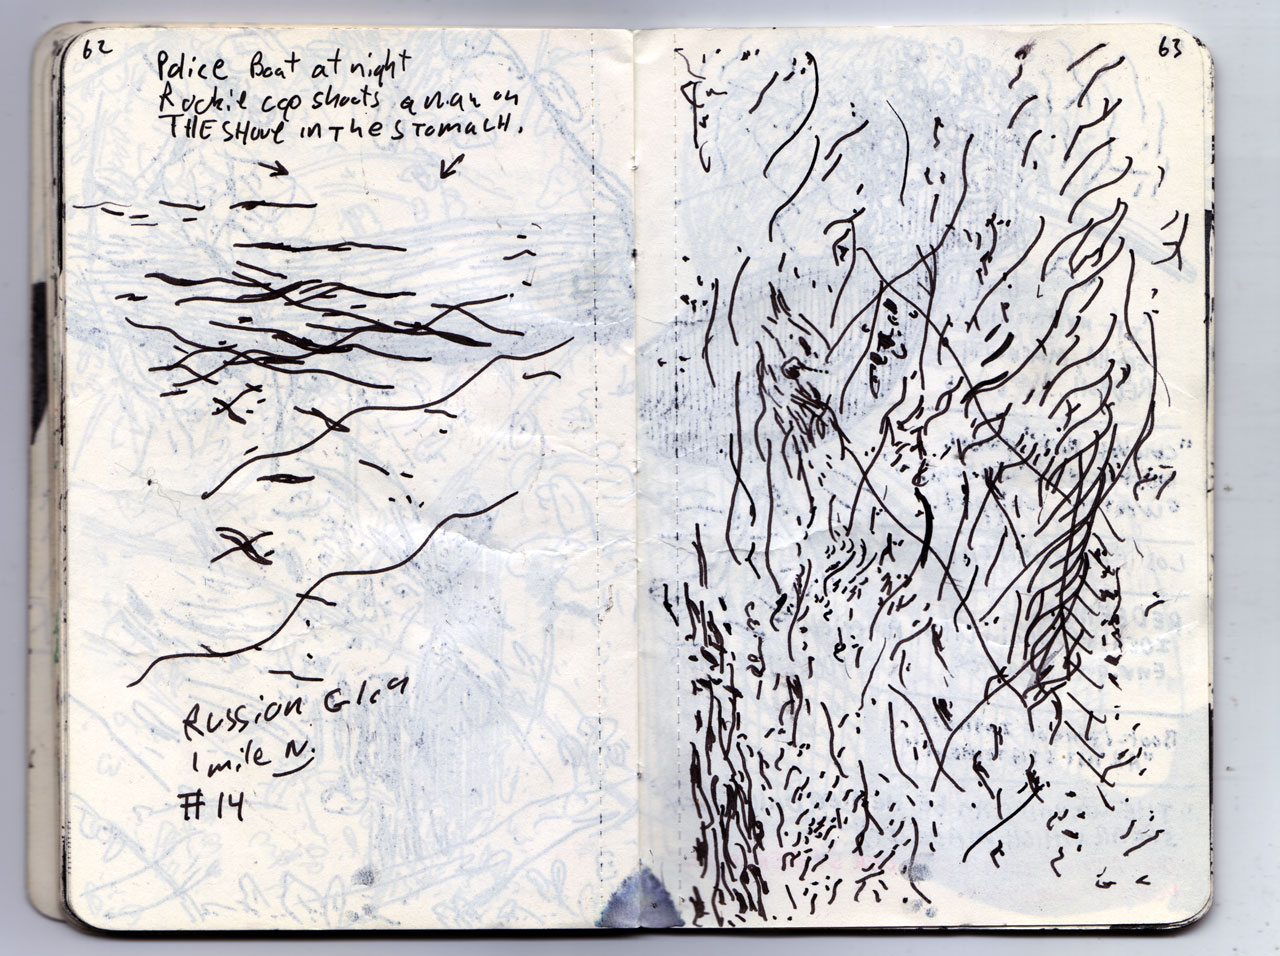 62
Police Boat at night
Rockie cop shoots a man on
THE SHore in The STomacH.
Russion Glen
1 mile N.
#14
63